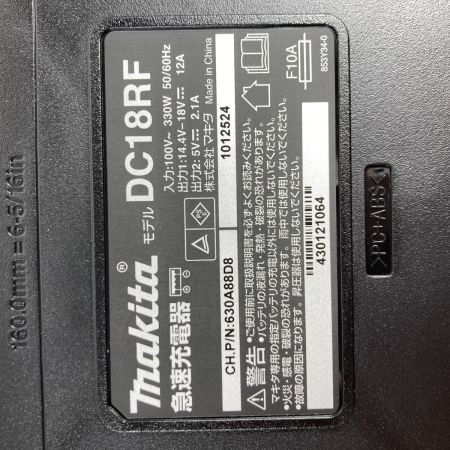 makita®
モデル DC18RF
急速充電器
入力:100V~ 330W 50/60Hz
出力1:14.4V-18V⎓ 12A
出力2: 5V⎓ 2.1A
株式会社マキタ Made in China
F10A
8S3Y34-0
CH.P/N:630A88D8
1012524
警告
●ご使用前に取扱説明書を必ずよくお読みください。
●バッテリの液漏れ・発熱・破裂の恐れがあります。
マキタ専用の指定バッテリの充電以外には使用しないでください。
●火災・感電・破裂の恐れがあります。雨中では使用しないでください。
●故障の原因になります。昇圧器は使用しないでください。
430121064
>PC+ABS<
160.0mm = 6-5/16in